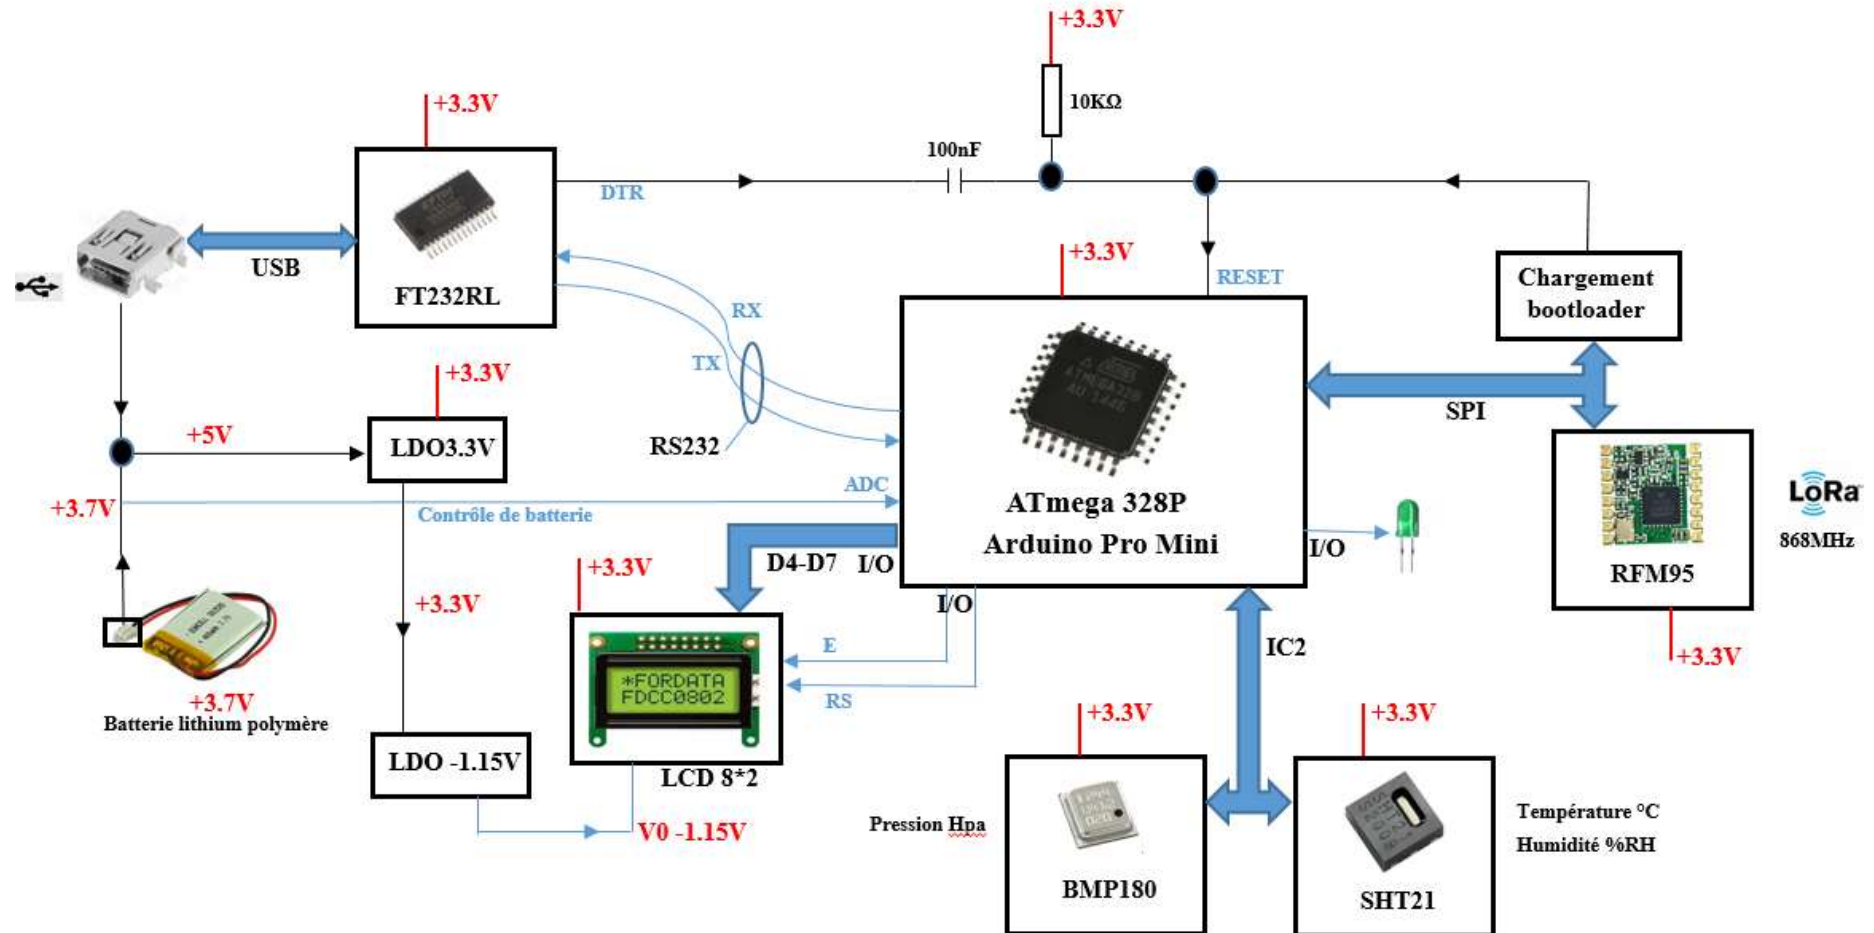 +3.3V
10KΩ
+3.3V
100nF
DTR
USB
FT232RL
+3.3V
RESET
Chargement
bootloader
RX
TX
RS232
+3.3V
+5V
LDO3.3V
SPI
ATMEGA328
AU 1446
ATmega 328P
Arduino Pro Mini
ADC
+3.7V
Contrôle de batterie
D4-D7
I/O
I/O
I/O
LoRa
868MHz
RFM95
+3.3V
+3.3V
+3.3V
E
RS
*FORDATA
FDCC0802
LCD 8*2
IC2
+3.7V
Batterie lithium polymère
LDO -1.15V
V0 -1.15V
+3.3V
+3.3V
Pression Hpa
BMP180
SHT21
Température °C
Humidité %RH